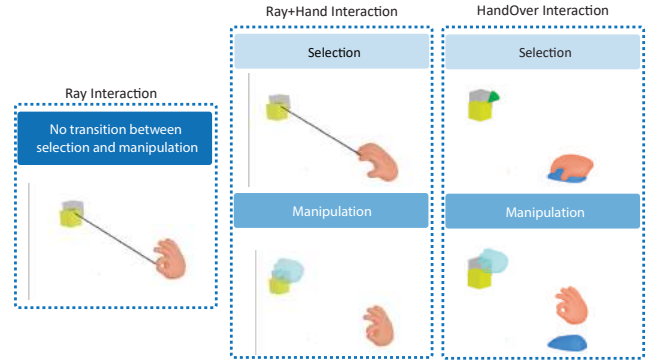 Ray Interaction
No transition between
selection and manipulation
Ray+Hand Interaction
Selection
Manipulation
HandOver Interaction
Selection
Manipulation